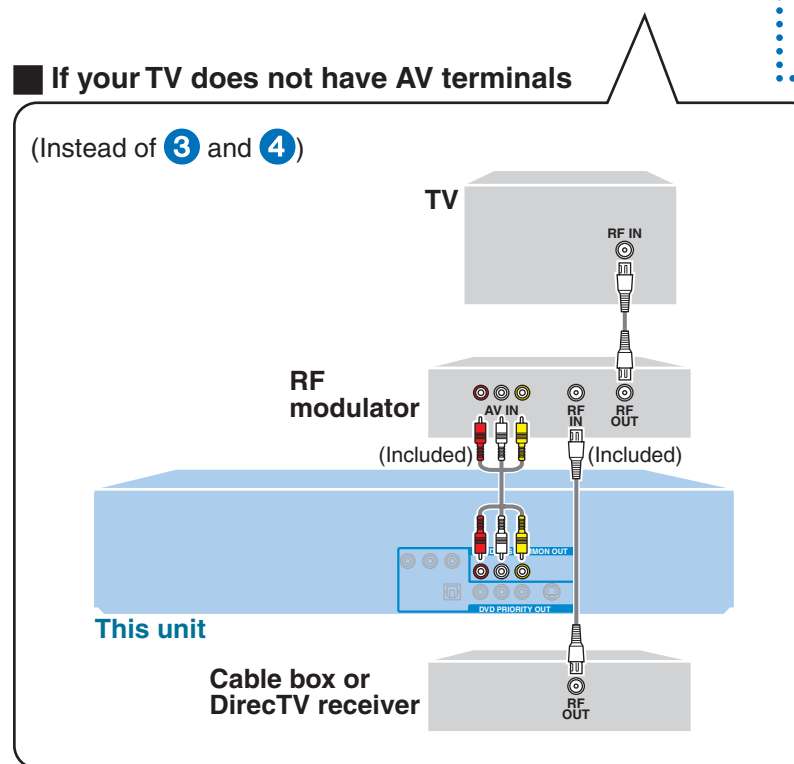 If your TV does not have AV terminals
(Instead of 3 and 4)
TV
RF IN
RF
modulator
AV IN
RF
IN
RF
OUT
(Included)
(Included)
MON OUT
DVD PRIORITY OUT
This unit
Cable box or
DirecTV receiver
RF
OUT